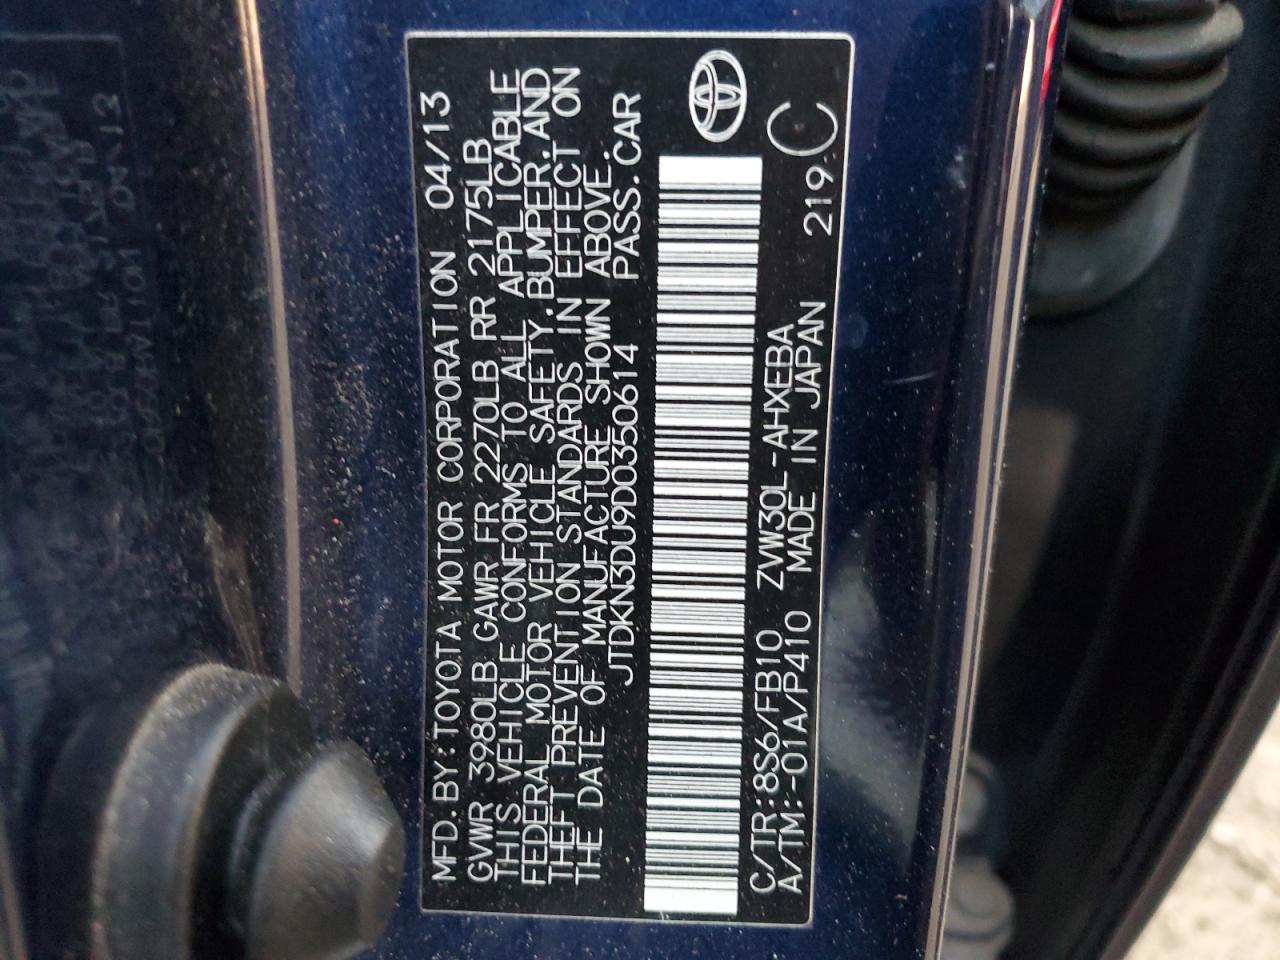 MFD.BY:TOYOTA MOTOR CORPORATION 04/13
GVWR 3980LB GAWR FR 2270LB RR 2175LB
THIS VEHICLE CONFORMS TO ALL APPLICABLE
FEDERAL MOTOR VEHICLE SAFETY,BUMPER,AND
THEFT PREVENTION STANDARDS IN EFFECT ON
THE DATE OF MANUFACTURE SHOWN ABOVE.
JTDKN3DU9D0350614 PASS.CAR
C/TR:8S6/FB10 ZVW30L-AHXEBA
A/TM:-01A/P410 MADE IN JAPAN 219 C